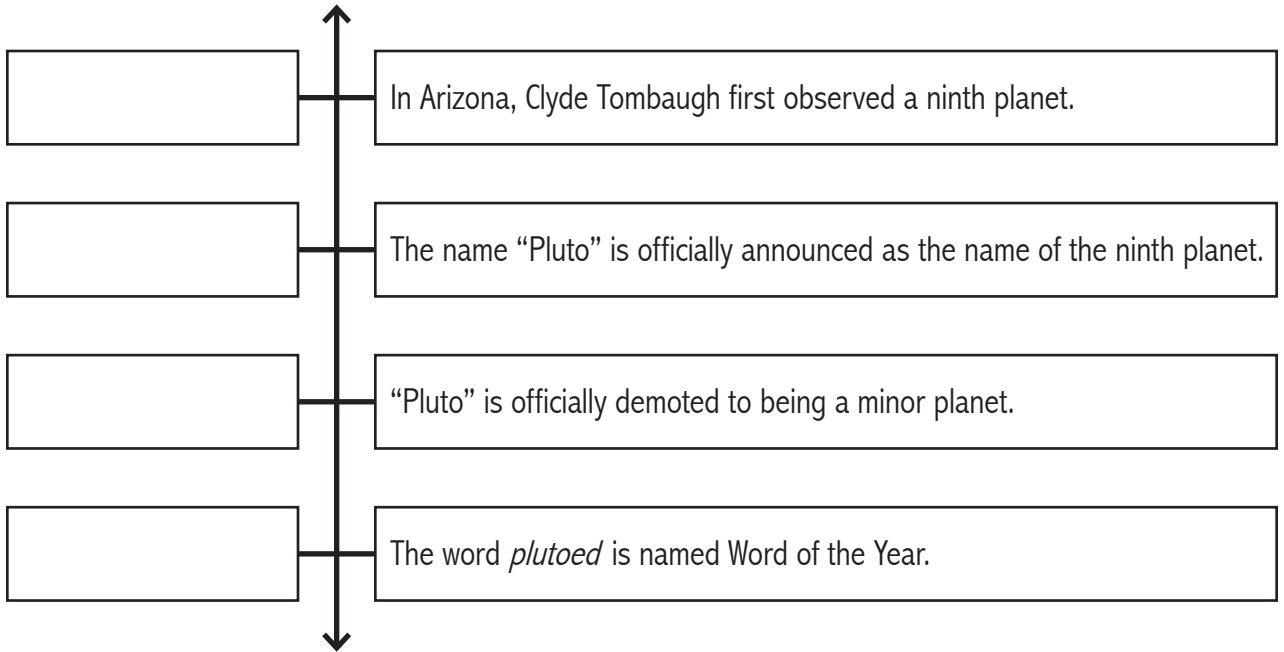 In Arizona, Clyde Tombaugh first observed a ninth planet.
The name “Pluto” is officially announced as the name of the ninth planet.
“Pluto” is officially demoted to being a minor planet.
The word plutoed is named Word of the Year.